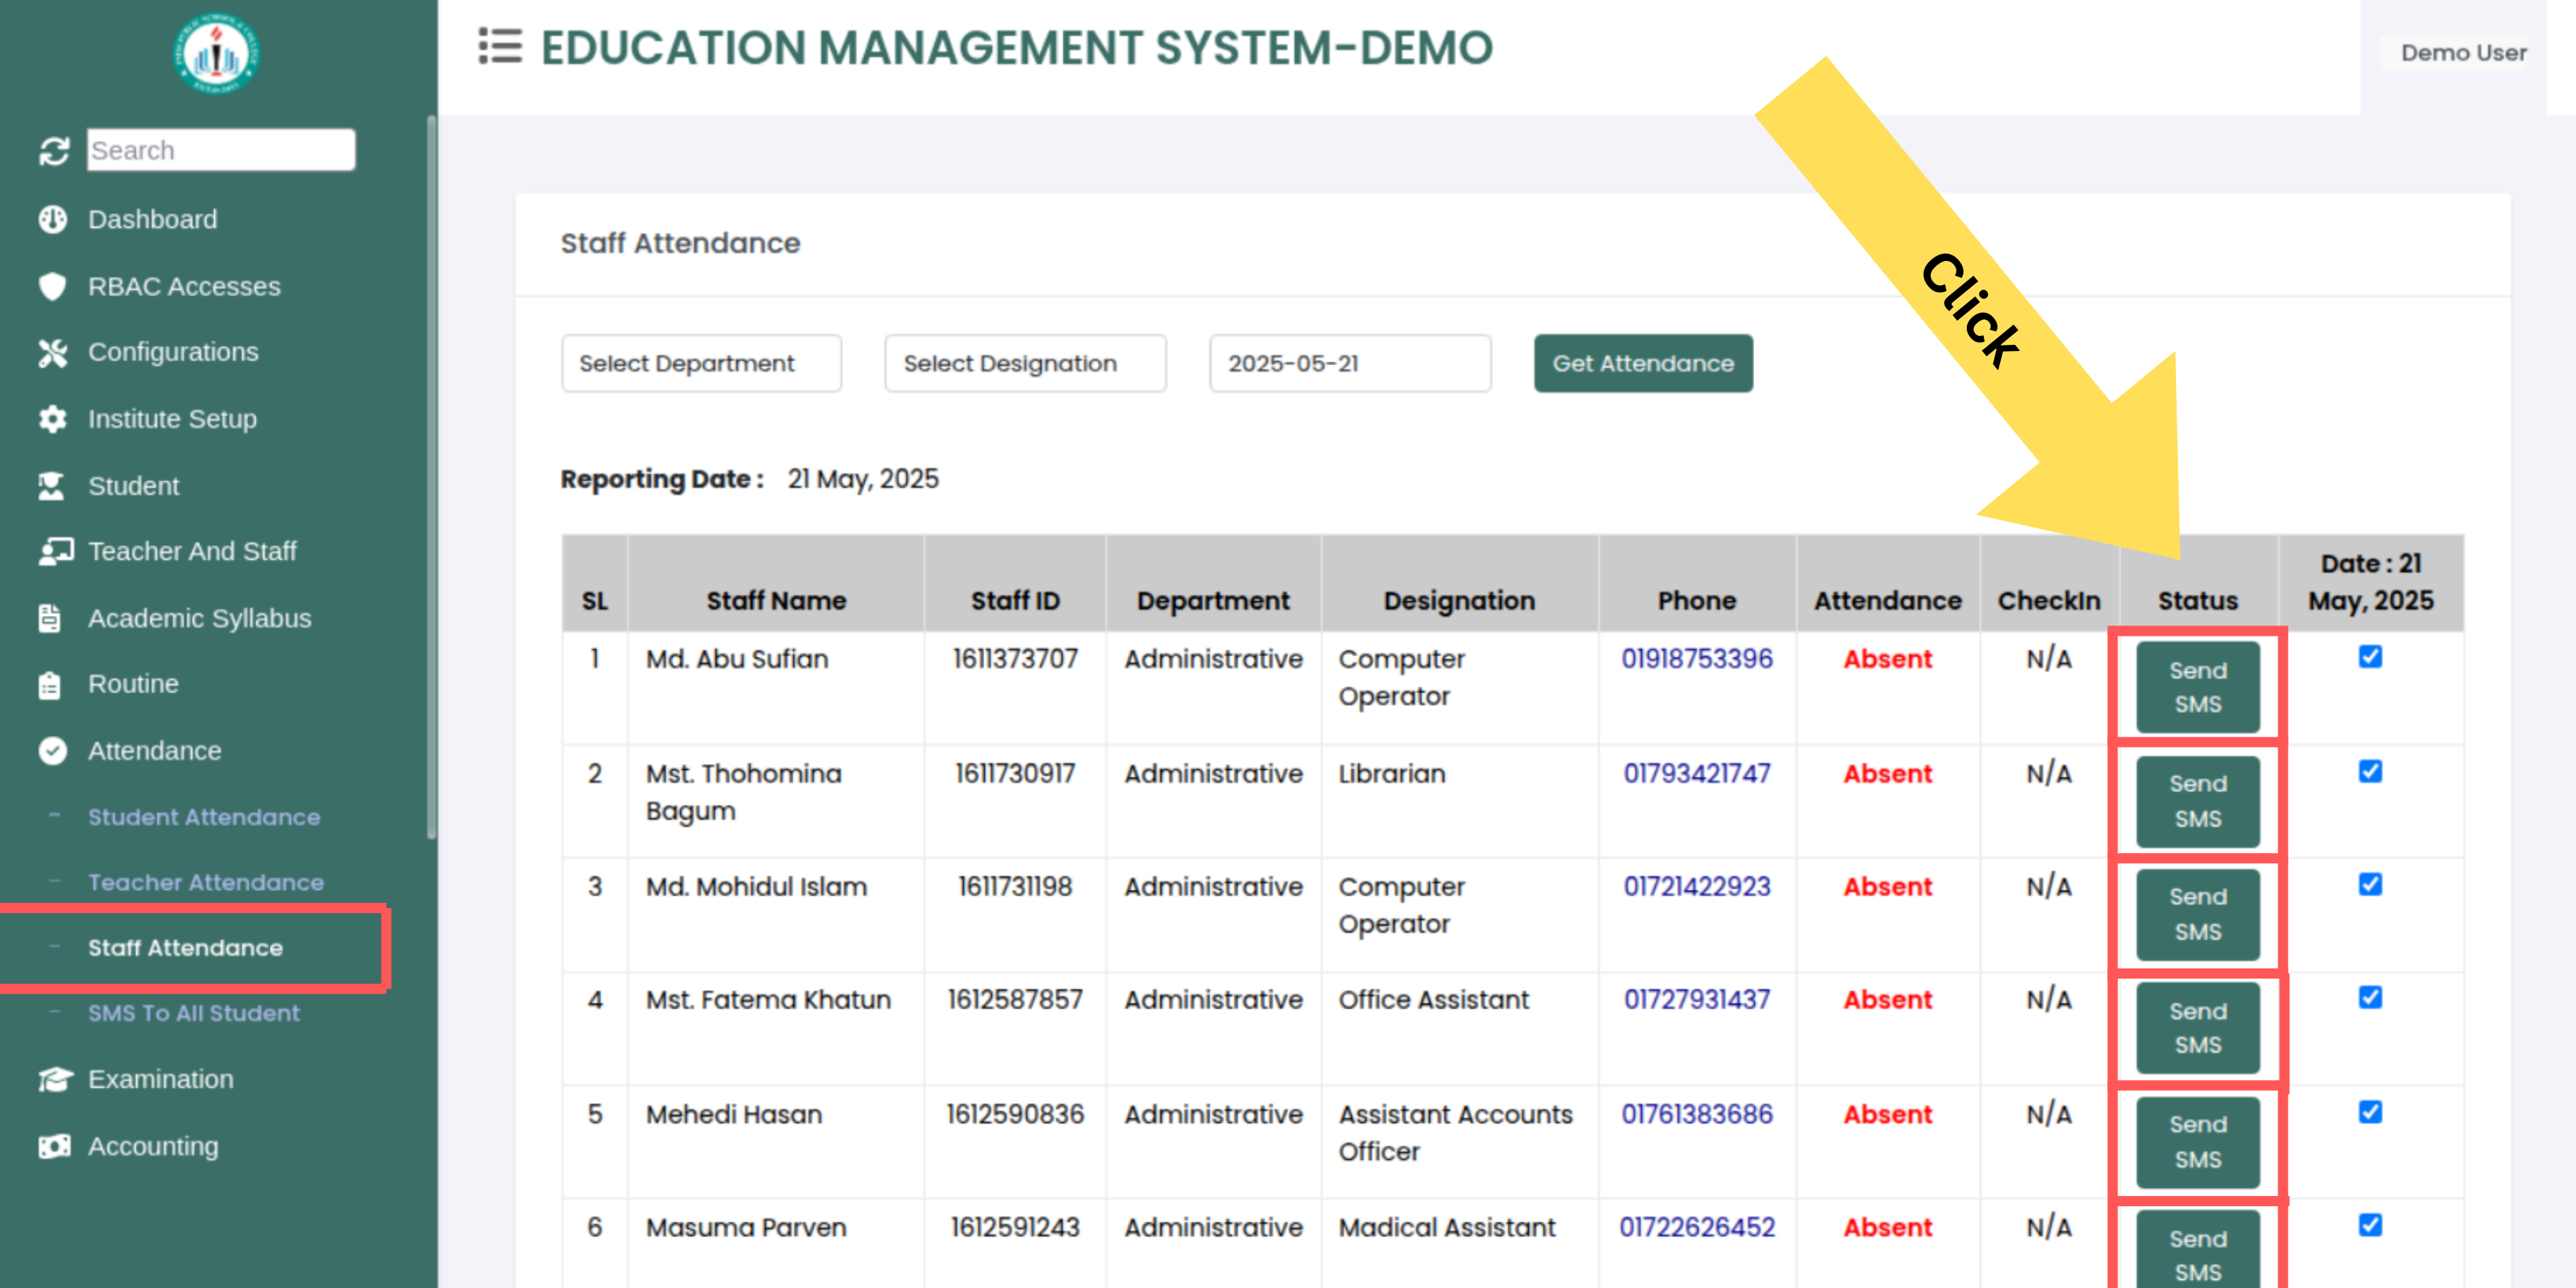 EDUCATION MANAGEMENT SYSTEM-DEMO
Demo User
Search
Dashboard
RBAC Accesses
Configurations
Institute Setup
Student
Teacher And Staff
Academic Syllabus
Routine
Attendance
Student Attendance
Teacher Attendance
Staff Attendance
SMS To All Student
Examination
Accounting
Click
Staff Attendance
Select Department Select Designation 2025-05-21 Get Attendance
Reporting Date : 21 May, 2025
SL Staff Name Staff ID Department Designation Phone Attendance CheckIn Status Date : 21 May, 2025
1 Md. Abu Sufian 1611373707 Administrative Computer Operator 01918753396 Absent N/A Send SMS
2 Mst. Thohomina Bagum 1611730917 Administrative Librarian 01793421747 Absent N/A Send SMS
3 Md. Mohidul Islam 1611731198 Administrative Computer Operator 01721422923 Absent N/A Send SMS
4 Mst. Fatema Khatun 1612587857 Administrative Office Assistant 01727931437 Absent N/A Send SMS
5 Mehedi Hasan 1612590836 Administrative Assistant Accounts Officer 01761383686 Absent N/A Send SMS
6 Masuma Parven 1612591243 Administrative Madical Assistant 01722626452 Absent N/A Send SMS